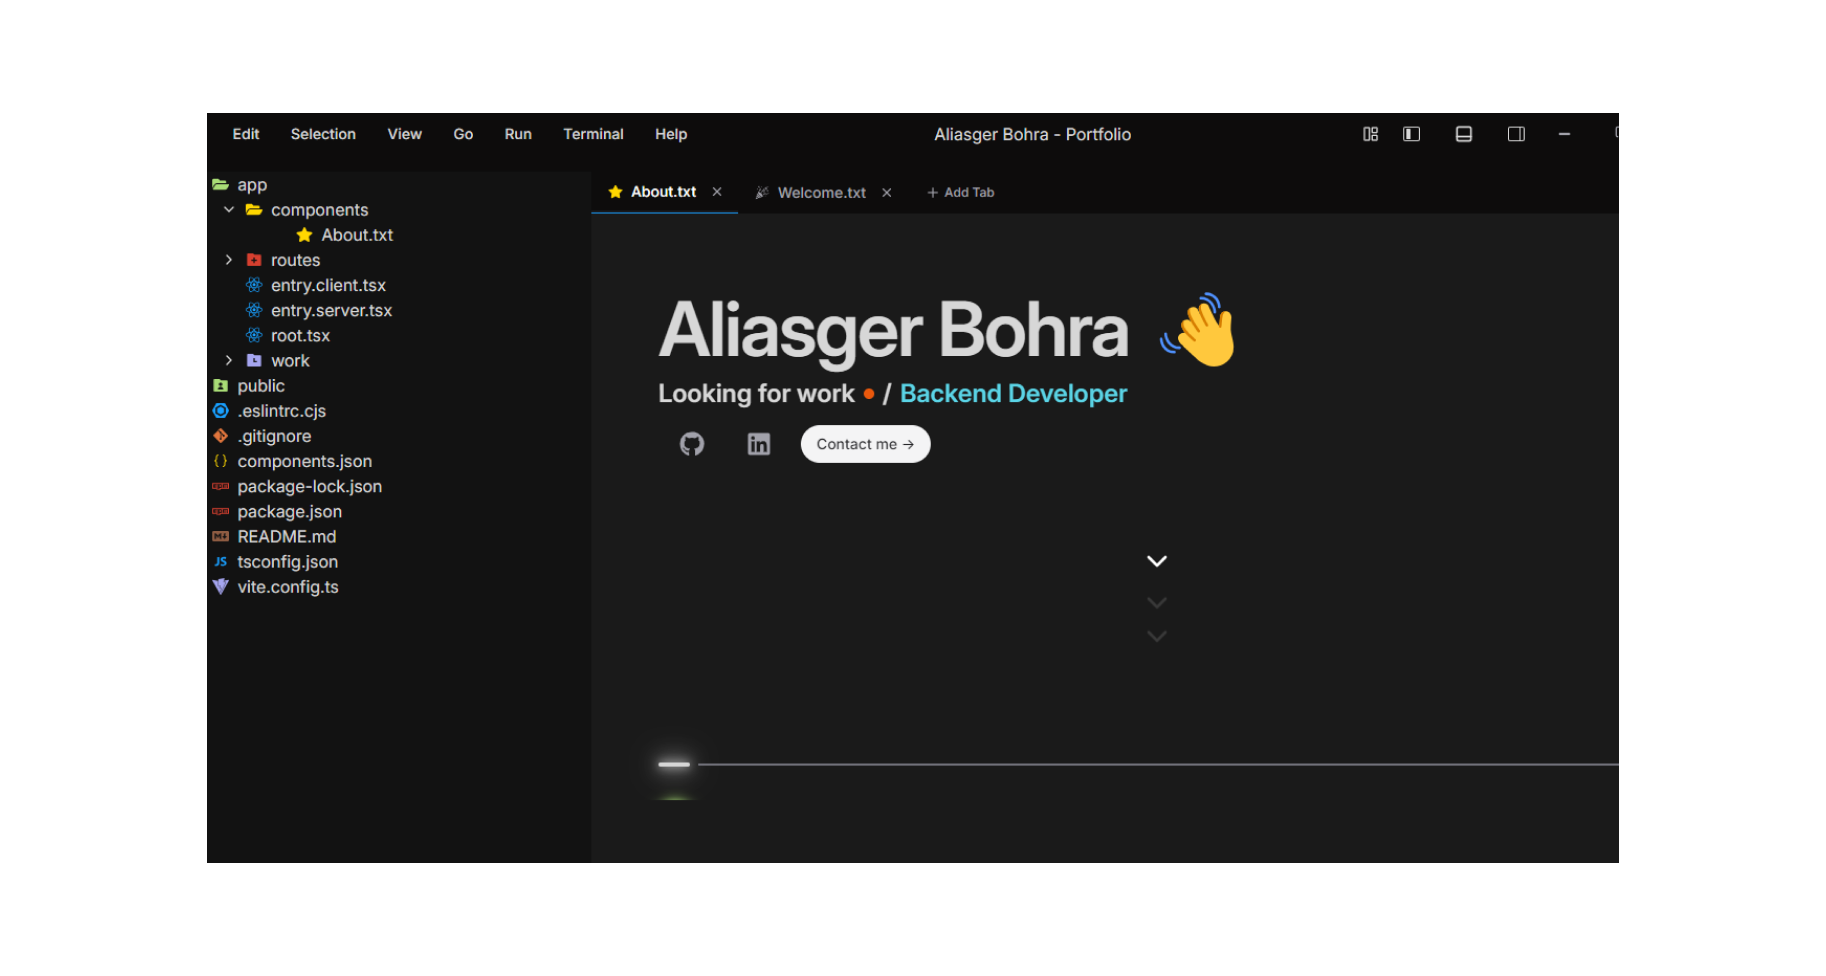 Edit Selection View Go Run Terminal Help Aliasger Bohra - Portfolio
app
components
About.txt
routes
entry.client.tsx
entry.server.tsx
root.tsx
work
public
.eslintrc.cjs
.gitignore
components.json
package-lock.json
package.json
README.md
tsconfig.json
vite.config.ts
About.txt Welcome.txt + Add Tab
Aliasger Bohra
Looking for work • / Backend Developer
Contact me →